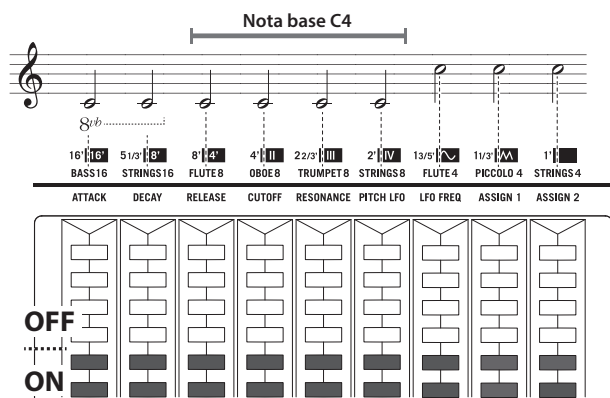 Nota base C4
8vb
16' 16' 5 1/3' 8' 8' 4' 4' II 2 2/3' III 2' IV 1 3/5' 1 1/3' 1'
BASS16 STRINGS16 FLUTE8 OBOE8 TRUMPET8 STRINGS8 FLUTE4 PICCOLO 4 STRINGS4
ATTACK DECAY RELEASE CUTOFF RESONANCE PITCH LFO LFO FREQ ASSIGN 1 ASSIGN 2
OFF
ON